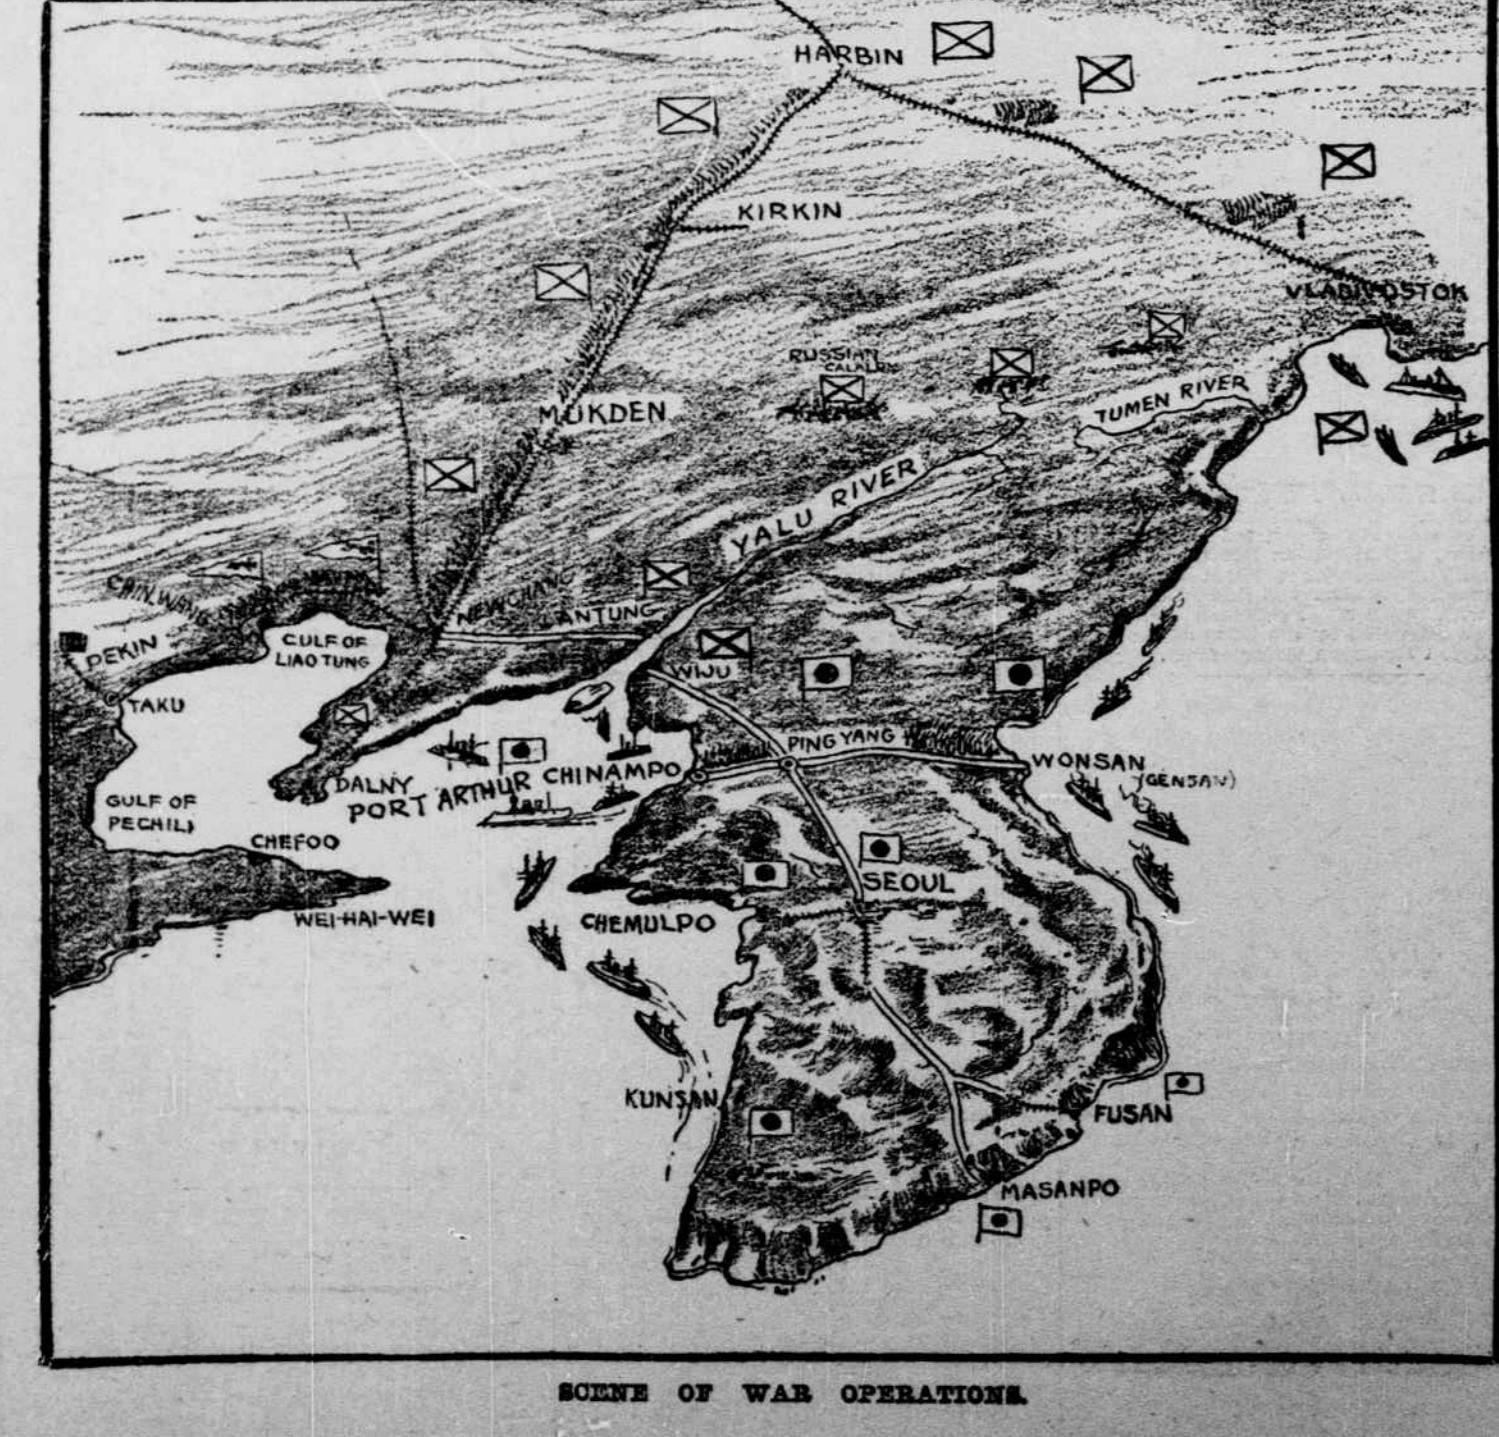 HARBIN
KIRKIN
VLADIVOSTOK
RUSSIAN
MUKDEN
TUMEN RIVER
YALU RIVER
CHIN WANG
NEWCHANG
ANTUNG
GULF OF
LIAO TUNG
PEKIN
WIJU
TAKU
PING YANG
WONSAN
(GENSAN)
CHINAMPO
DALNY
PORT ARTHUR
GULF OF
PECHILI
CHEFOO
SEOUL
WEI-HAI-WEI
CHEMULPO
KUNSAN
FUSAN
MASANPO
SCENE OF WAR OPERATIONS.